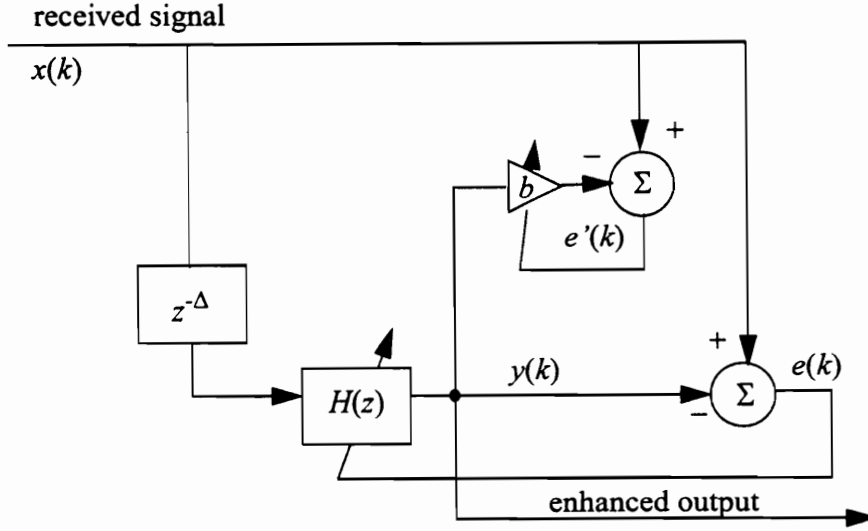 received signal
x(k)
+
−
b
Σ
e’(k)
z^-Δ
+
H(z)
y(k)
Σ
e(k)
−
enhanced output